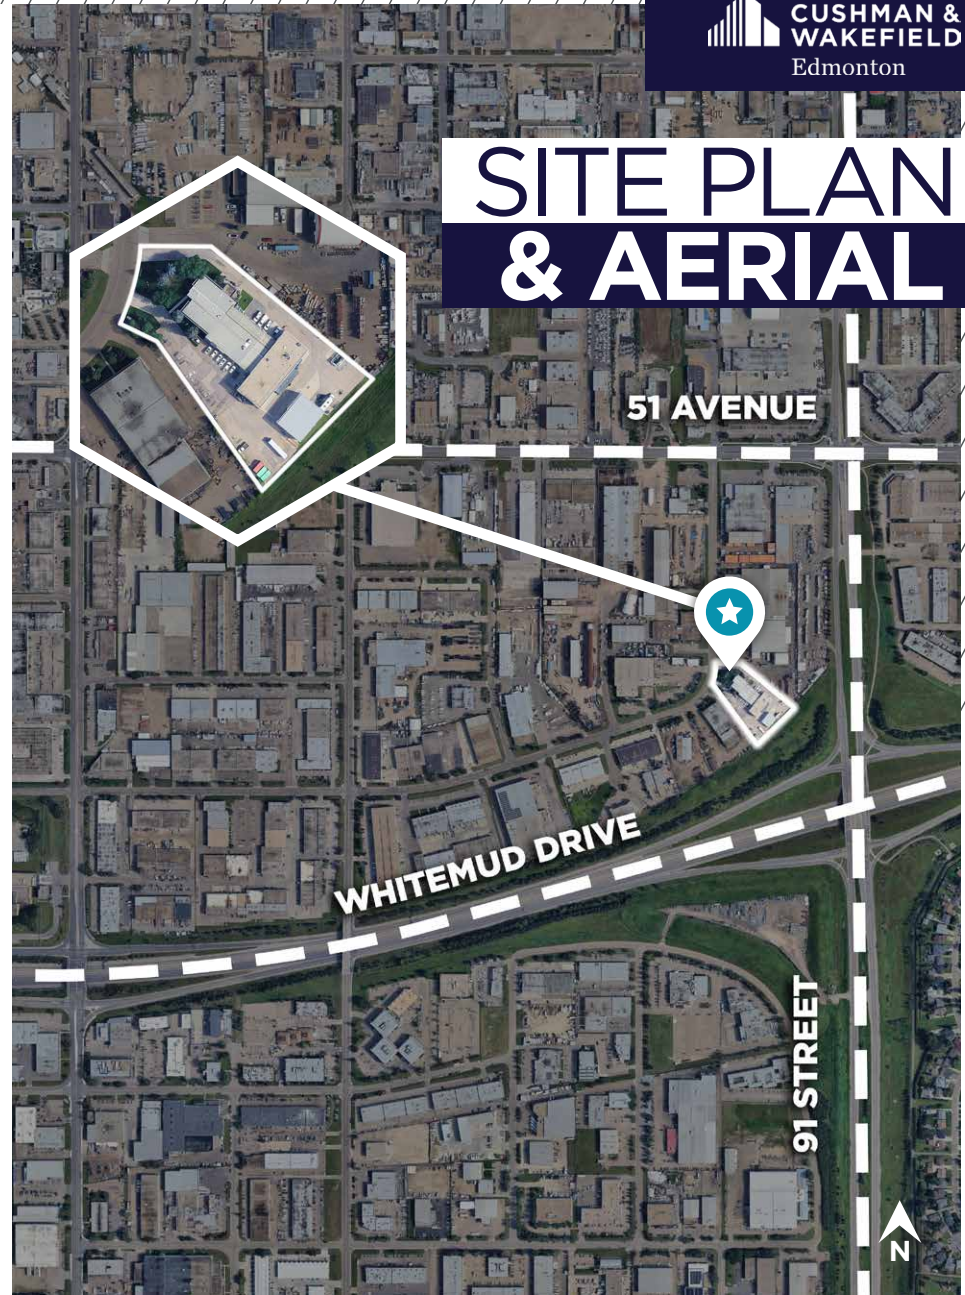 CUSHMAN &
WAKEFIELD
Edmonton
SITE PLAN
& AERIAL
51 AVENUE
WHITEMUD DRIVE
91 STREET
N